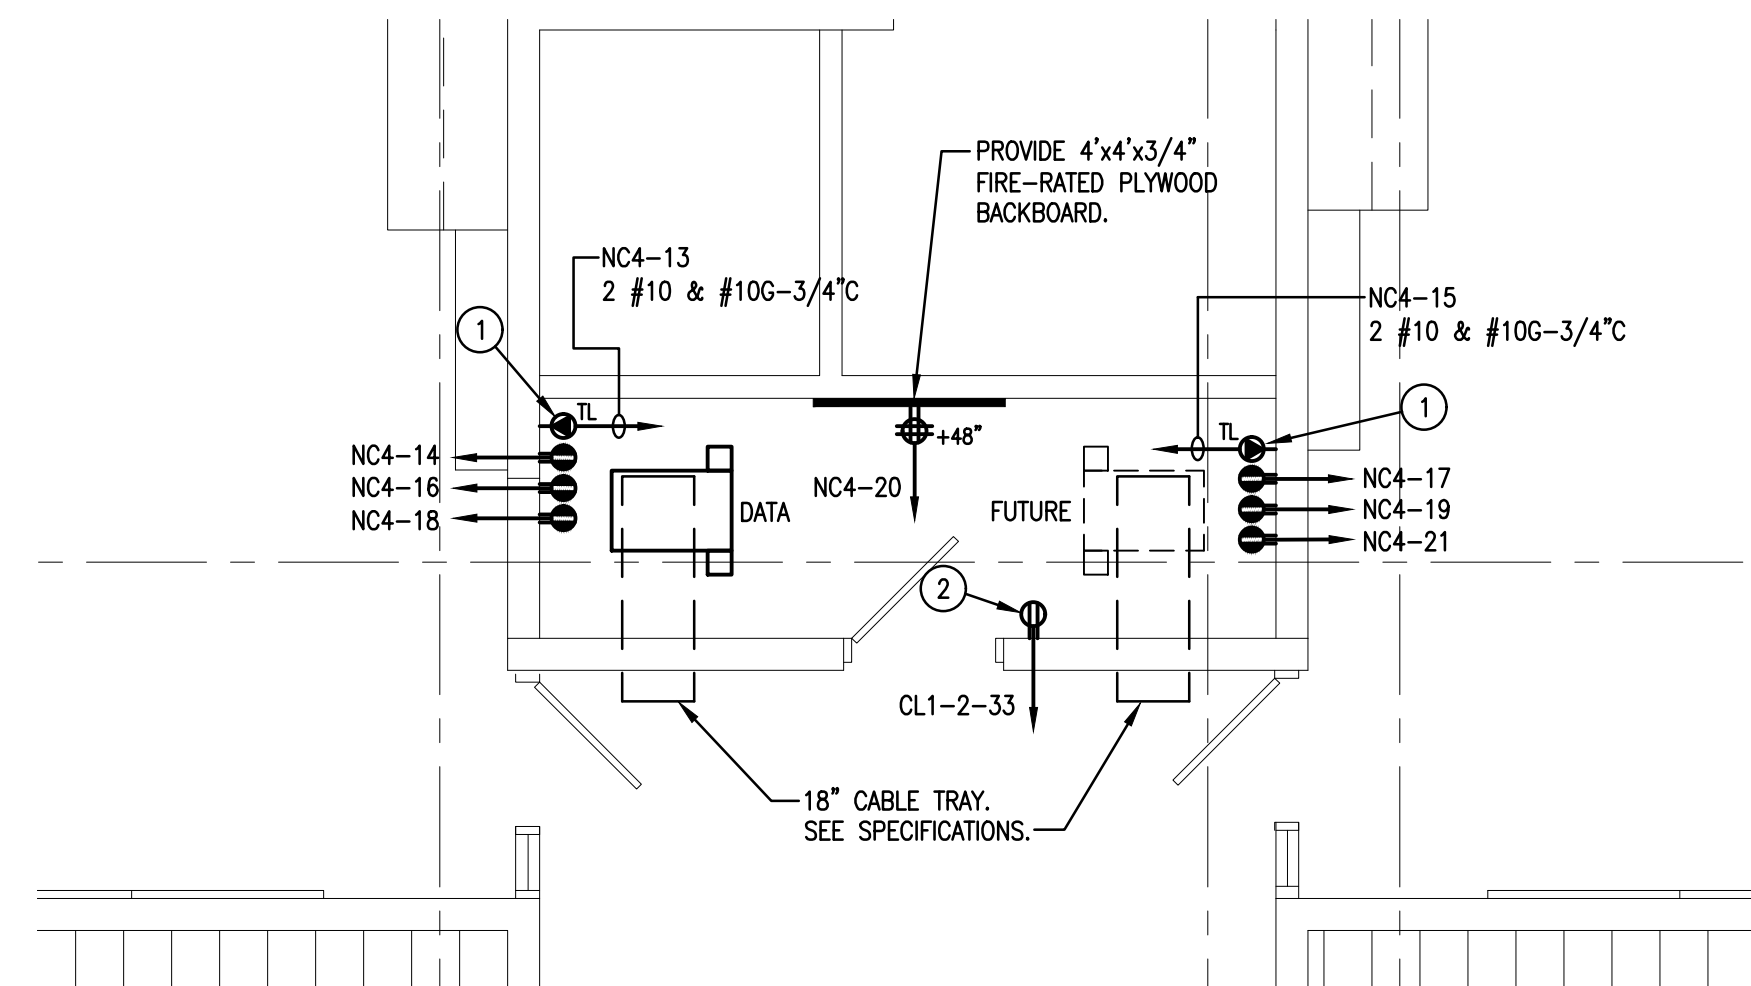 PROVIDE 4'x4'x3/4"
FIRE-RATED PLYWOOD
BACKBOARD.
NC4-13
2 #10 & #10G-3/4"C
NC4-15
2 #10 & #10G-3/4"C
1
1
TL
TL
+48"
NC4-14
NC4-16
NC4-18
NC4-20
DATA
FUTURE
NC4-17
NC4-19
NC4-21
2
CL1-2-33
18" CABLE TRAY.
SEE SPECIFICATIONS.